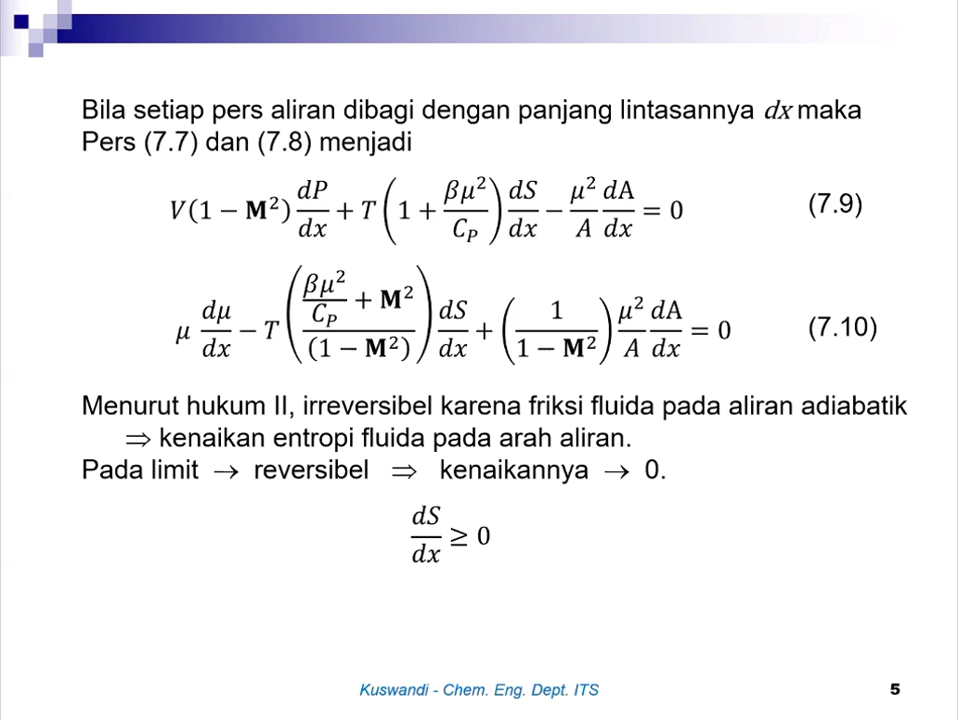 Bila setiap pers aliran dibagi dengan panjang lintasannya dx maka
Pers (7.7) dan (7.8) menjadi
V(1 − M²) dP/dx + T (1 + βμ²/C_P) dS/dx − μ²/A dA/dx = 0 (7.9)
μ dμ/dx − T ((βμ²/C_P + M²)/(1 − M²)) dS/dx + (1/(1 − M²)) μ²/A dA/dx = 0 (7.10)
Menurut hukum II, irreversibel karena friksi fluida pada aliran adiabatik
⇒ kenaikan entropi fluida pada arah aliran.
Pada limit → reversibel ⇒ kenaikannya → 0.
dS/dx ≥ 0
Kuswandi - Chem. Eng. Dept. ITS 5